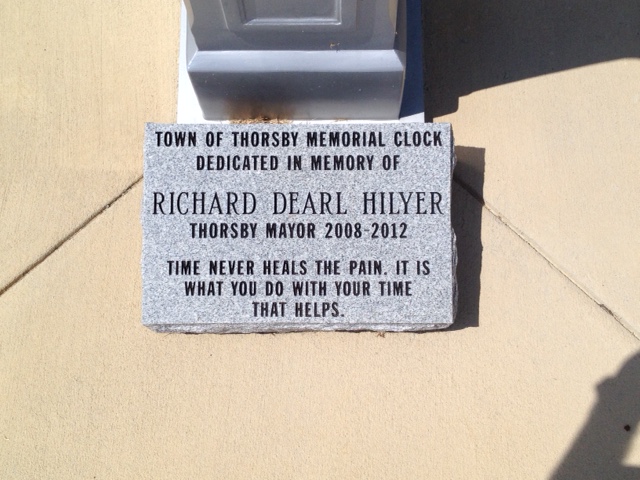 TOWN OF THORSBY MEMORIAL CLOCK
DEDICATED IN MEMORY OF
RICHARD DEARL HILYER
THORSBY MAYOR 2008-2012
TIME NEVER HEALS THE PAIN. IT IS
WHAT YOU DO WITH YOUR TIME
THAT HELPS.